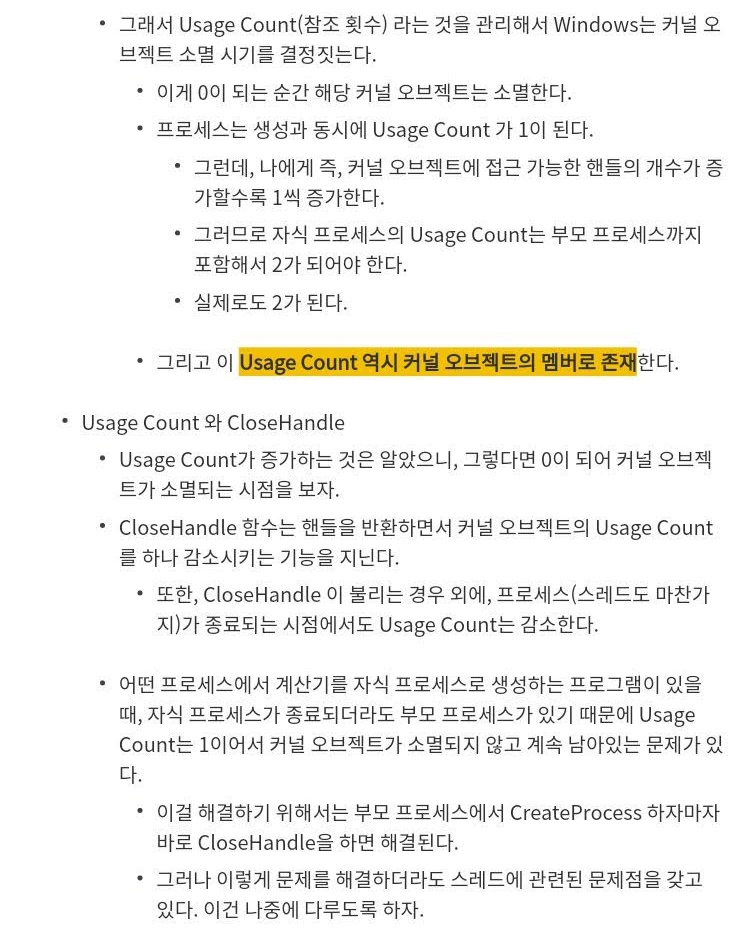 • 그래서 Usage Count(참조 횟수) 라는 것을 관리해서 Windows는 커널 오
브젝트 소멸 시기를 결정짓는다.
• 이게 0이 되는 순간 해당 커널 오브젝트는 소멸한다.
• 프로세스는 생성과 동시에 Usage Count 가 1이 된다.
• 그런데, 나에게 즉, 커널 오브젝트에 접근 가능한 핸들의 개수가 증
가할수록 1씩 증가한다.
• 그러므로 자식 프로세스의 Usage Count는 부모 프로세스까지
포함해서 2가 되어야 한다.
• 실제로도 2가 된다.
• 그리고 이 Usage Count 역시 커널 오브젝트의 멤버로 존재한다.
• Usage Count 와 CloseHandle
• Usage Count가 증가하는 것은 알았으니, 그렇다면 0이 되어 커널 오브젝
트가 소멸되는 시점을 보자.
• CloseHandle 함수는 핸들을 반환하면서 커널 오브젝트의 Usage Count
를 하나 감소시키는 기능을 지닌다.
• 또한, CloseHandle 이 불리는 경우 외에, 프로세스(스레드도 마찬가
지)가 종료되는 시점에서도 Usage Count는 감소한다.
• 어떤 프로세스에서 계산기를 자식 프로세스로 생성하는 프로그램이 있을
때, 자식 프로세스가 종료되더라도 부모 프로세스가 있기 때문에 Usage
Count는 1이어서 커널 오브젝트가 소멸되지 않고 계속 남아있는 문제가 있
다.
• 이걸 해결하기 위해서는 부모 프로세스에서 CreateProcess 하자마자
바로 CloseHandle을 하면 해결된다.
• 그러나 이렇게 문제를 해결하더라도 스레드에 관련된 문제점을 갖고
있다. 이건 나중에 다루도록 하자.